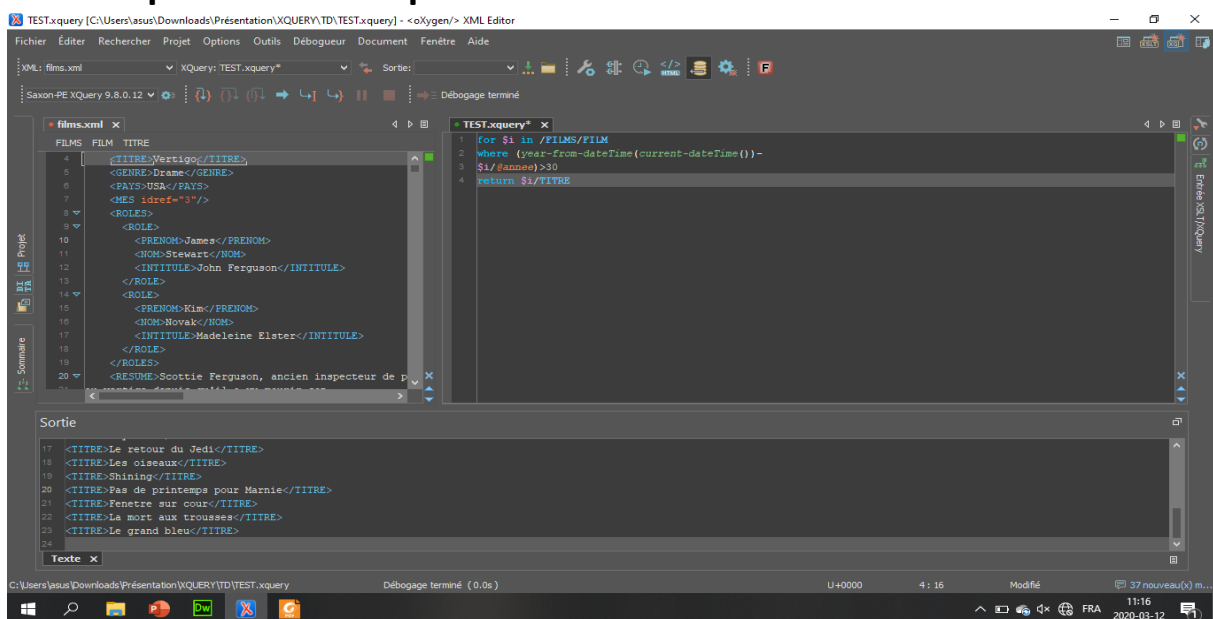 TEST.xquery [C:\Users\asus\Downloads\Présentation\XQUERY\TD\TEST.xquery] - <oXygen/> XML Editor
Fichier Éditer Rechercher Projet Options Outils Débogueur Document Fenêtre Aide
XML: films.xml XQuery: TEST.xquery* Sortie:
Saxon-PE XQuery 9.8.0.12 Débogage terminé
films.xml TEST.xquery*
FILMS FILM TITRE
4 <TITRE>Vertigo</TITRE>
5 <GENRE>Drame</GENRE>
6 <PAYS>USA</PAYS>
7 <MES idref="3"/>
8 <ROLES>
9 <ROLE>
10 <PRENOM>James</PRENOM>
11 <NOM>Stewart</NOM>
12 <INTITULE>John Ferguson</INTITULE>
13 </ROLE>
14 <ROLE>
15 <PRENOM>Kim</PRENOM>
16 <NOM>Novak</NOM>
17 <INTITULE>Madeleine Elster</INTITULE>
18 </ROLE>
19 </ROLES>
20 <RESUME>Scottie Ferguson, ancien inspecteur de p
1 for $i in /FILMS/FILM
2 where (year-from-dateTime(current-dateTime())-
3 $i/@annee)>30
4 return $i/TITRE
Projet
Sommaire
Entrée XSLT/XQuery
Sortie
17 <TITRE>Le retour du Jedi</TITRE>
18 <TITRE>Les oiseaux</TITRE>
19 <TITRE>Shining</TITRE>
20 <TITRE>Pas de printemps pour Marnie</TITRE>
21 <TITRE>Fenetre sur cour</TITRE>
22 <TITRE>La mort aux trousses</TITRE>
23 <TITRE>Le grand bleu</TITRE>
24
Texte
C:\Users\asus\Downloads\Présentation\XQUERY\TD\TEST.xquery Débogage terminé (0.0s) U+0000 4 : 16 Modifié 37 nouveau(x) m...
Dw FRA 11:16
2020-03-12